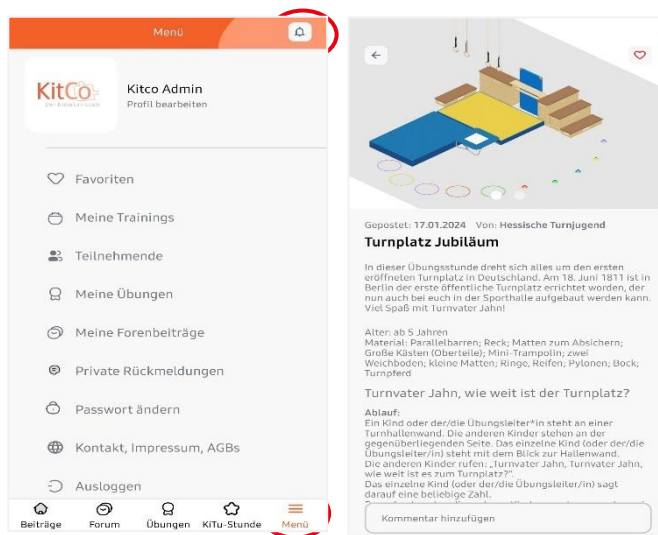 Menü
KitCo
Kitco Admin
Profil bearbeiten
Favoriten
Meine Trainings
Teilnehmende
Meine Übungen
Meine Forenbeiträge
Private Rückmeldungen
Passwort ändern
Kontakt, Impressum, AGBs
Ausloggen
Beiträge Forum Übungen KiTu-Stunde Menü
Gepostet: 17.01.2024 Von: Hessische Turnjugend
Turnplatz Jubiläum
In dieser Übungsstunde dreht sich alles um den ersten
eröffneten Turnplatz in Deutschland. Am 18. Juni 1811 ist in
Berlin der erste öffentliche Turnplatz errichtet worden, der
nun auch bei euch in der Sporthalle aufgebaut werden kann.
Viel Spaß mit Turnvater Jahn!
Alter: ab 5 Jahren
Material: Parallelbarren; Reck; Matten zum Absichern;
Große Kästen (Oberteile); Mini-Trampolin; zwei
Weichboder; kleine Matten; Ringe, Reifen; Pylonen; Bock;
Turnpferd
Turnvater Jahn, wie weit ist der Turnplatz?
Ablauf:
Ein Kind oder der/die Übungsleiter*in steht an einer
Turnhallenwand. Die anderen Kinder stehen an der
gegenüberliegenden Seite. Das einzelne Kind (oder der/die
Übungsleiter/in) steht mit dem Blick zur Hallenwand.
Die anderen Kinder rufen: „Turnvater Jahn, Turnvater Jahn,
wie weit ist es zum Turnplatz?".
Das einzelne Kind (oder der/die Übungsleiter/in) sagt
darauf eine beliebige Zahl.
Kommentar hinzufügen